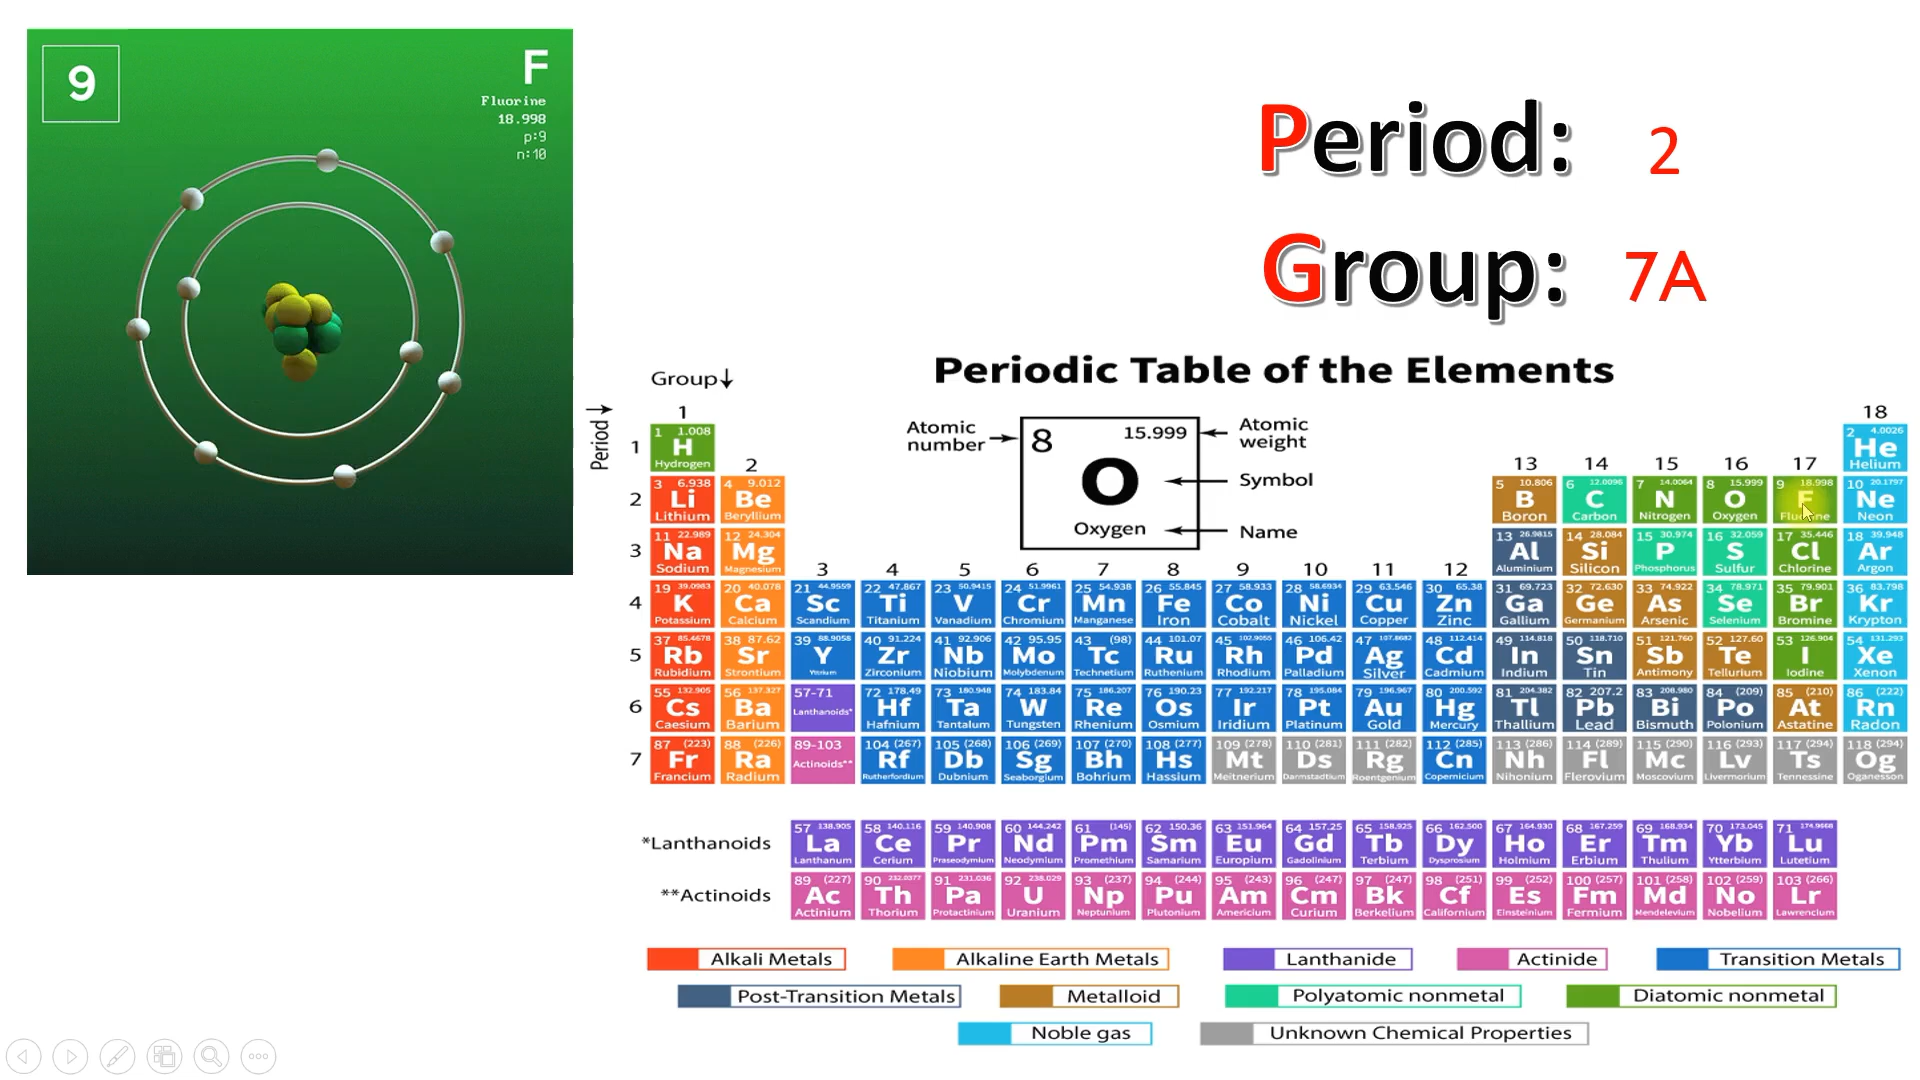 9
F
Fluorine
18.998
p:9
n:10
Period: 2
Group: 7A
Periodic Table of the Elements
Group↓
Period →
Atomic number
Atomic weight
8 15.999
O
Oxygen
Symbol
Name
1 18
2 13 14 15 16 17
3 4 5 6 7 8 9 10 11 12
1
1 1.008 H Hydrogen
2 4.0026 He Helium
2
3 6.938 Li Lithium
4 9.012 Be Beryllium
5 10.806 B Boron
6 12.0096 C Carbon
7 14.0064 N Nitrogen
8 15.999 O Oxygen
9 18.998 F
10 20.1797 Ne Neon
3
11 22.989 Na Sodium
12 24.304 Mg Magnesium
13 26.9815 Al Aluminium
14 28.084 Si Silicon
15 30.974 P Phosphorus
16 32.059 S Sulfur
17 35.446 Cl Chlorine
18 39.948 Ar Argon
4
19 39.0983 K Potassium
20 40.078 Ca Calcium
21 44.9559 Sc Scandium
22 47.867 Ti Titanium
23 50.9415 V Vanadium
24 51.9961 Cr Chromium
25 54.938 Mn Manganese
26 55.845 Fe Iron
27 58.933 Co Cobalt
28 58.6934 Ni Nickel
29 63.546 Cu Copper
30 65.38 Zn Zinc
31 69.723 Ga Gallium
32 72.630 Ge Germanium
33 74.922 As Arsenic
34 78.971 Se Selenium
35 79.901 Br Bromine
36 83.798 Kr Krypton
5
37 85.4678 Rb Rubidium
38 87.62 Sr Strontium
39 88.9058 Y Yttrium
40 91.224 Zr Zirconium
41 92.906 Nb Niobium
42 95.95 Mo Molybdenum
43 (98) Tc Technetium
44 101.07 Ru Ruthenium
45 102.9055 Rh Rhodium
46 106.42 Pd Palladium
47 107.8682 Ag Silver
48 112.414 Cd Cadmium
49 114.818 In Indium
50 118.710 Sn Tin
51 121.760 Sb Antimony
52 127.60 Te Tellurium
53 126.904 I Iodine
54 131.293 Xe Xenon
6
55 132.905 Cs Caesium
56 137.327 Ba Barium
57-71 Lanthanoids*
72 178.49 Hf Hafnium
73 180.948 Ta Tantalum
74 183.84 W Tungsten
75 186.207 Re Rhenium
76 190.23 Os Osmium
77 192.217 Ir Iridium
78 195.084 Pt Platinum
79 196.967 Au Gold
80 200.592 Hg Mercury
81 204.382 Tl Thallium
82 207.2 Pb Lead
83 208.980 Bi Bismuth
84 (209) Po Polonium
85 (210) At Astatine
86 (222) Rn Radon
7
87 (223) Fr Francium
88 (226) Ra Radium
89-103 Actinoids**
104 (267) Rf Rutherfordium
105 (268) Db Dubnium
106 (269) Sg Seaborgium
107 (270) Bh Bohrium
108 (277) Hs Hassium
109 (278) Mt Meitnerium
110 (281) Ds Darmstadtium
111 (282) Rg Roentgenium
112 (285) Cn Copernicium
113 (286) Nh Nihonium
114 (289) Fl Flerovium
115 (290) Mc Moscovium
116 (293) Lv Livermorium
117 (294) Ts Tennessine
118 (294) Og Oganesson
*Lanthanoids
57 138.905 La Lanthanum
58 140.116 Ce Cerium
59 140.908 Pr Praseodymium
60 144.242 Nd Neodymium
61 (145) Pm Promethium
62 150.36 Sm Samarium
63 151.964 Eu Europium
64 157.25 Gd Gadolinium
65 158.925 Tb Terbium
66 162.500 Dy Dysprosium
67 164.930 Ho Holmium
68 167.259 Er Erbium
69 168.934 Tm Thulium
70 173.045 Yb Ytterbium
71 174.9668 Lu Lutetium
**Actinoids
89 (227) Ac Actinium
90 232.0377 Th Thorium
91 231.036 Pa Protactinium
92 238.029 U Uranium
93 (237) Np Neptunium
94 (244) Pu Plutonium
95 (243) Am Americium
96 (247) Cm Curium
97 (247) Bk Berkelium
98 (251) Cf Californium
99 (252) Es Einsteinium
100 (257) Fm Fermium
101 (258) Md Mendelevium
102 (259) No Nobelium
103 (266) Lr Lawrencium
Alkali Metals
Alkaline Earth Metals
Lanthanide
Actinide
Transition Metals
Post-Transition Metals
Metalloid
Polyatomic nonmetal
Diatomic nonmetal
Noble gas
Unknown Chemical Properties